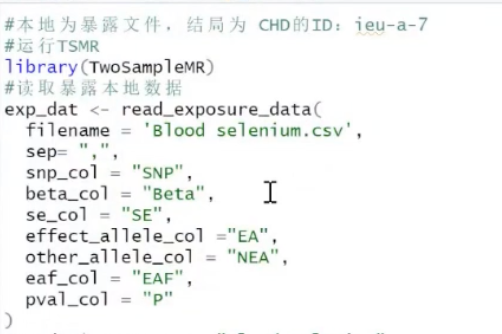 #本地为暴露文件，结局为 CHD的ID：ieu-a-7
#运行TSMR
library(TwoSampleMR)
#读取暴露本地数据
exp_dat <- read_exposure_data(
filename = 'Blood selenium.csv',
sep= ",",
snp_col = "SNP",
beta_col = "Beta",
se_col = "SE",
effect_allele_col ="EA",
other_allele_col = "NEA",
eaf_col = "EAF",
pval_col = "P"
)